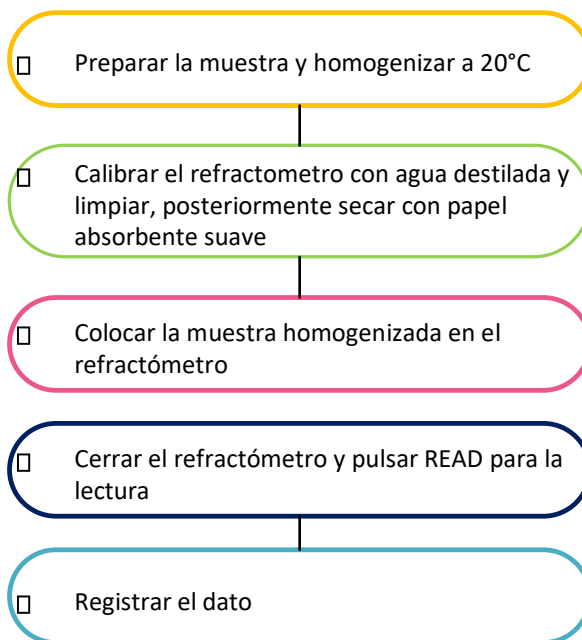 Preparar la muestra y homogenizar a 20°C
Calibrar el refractometro con agua destilada y
limpiar, posteriormente secar con papel
absorbente suave
Colocar la muestra homogenizada en el
refractómetro
Cerrar el refractómetro y pulsar READ para la
lectura
Registrar el dato